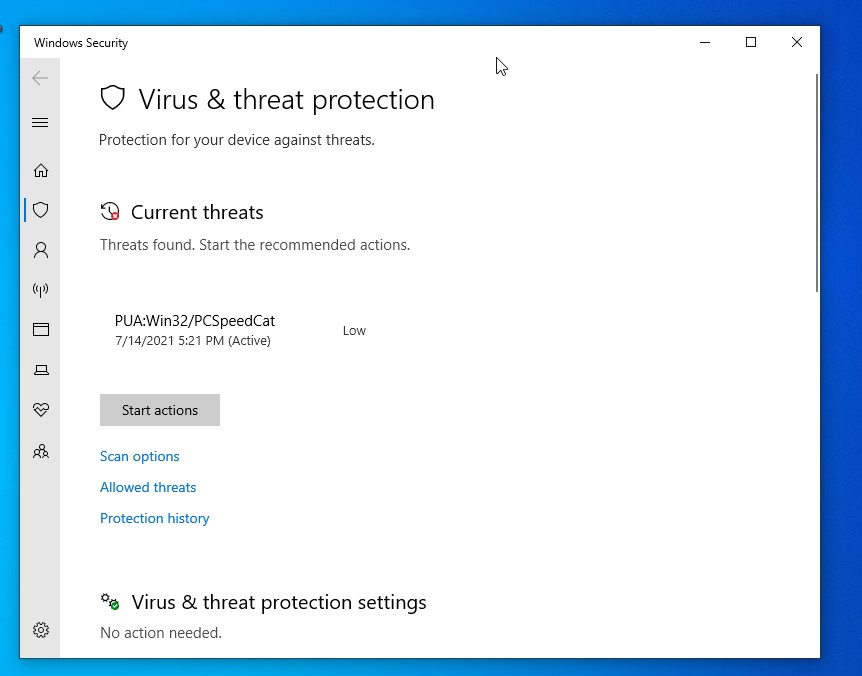 Windows Security
Virus & threat protection
Protection for your device against threats.
Current threats
Threats found. Start the recommended actions.
PUA:Win32/PCSpeedCat
7/14/2021 5:21 PM (Active)
Low
Start actions
Scan options
Allowed threats
Protection history
Virus & threat protection settings
No action needed.